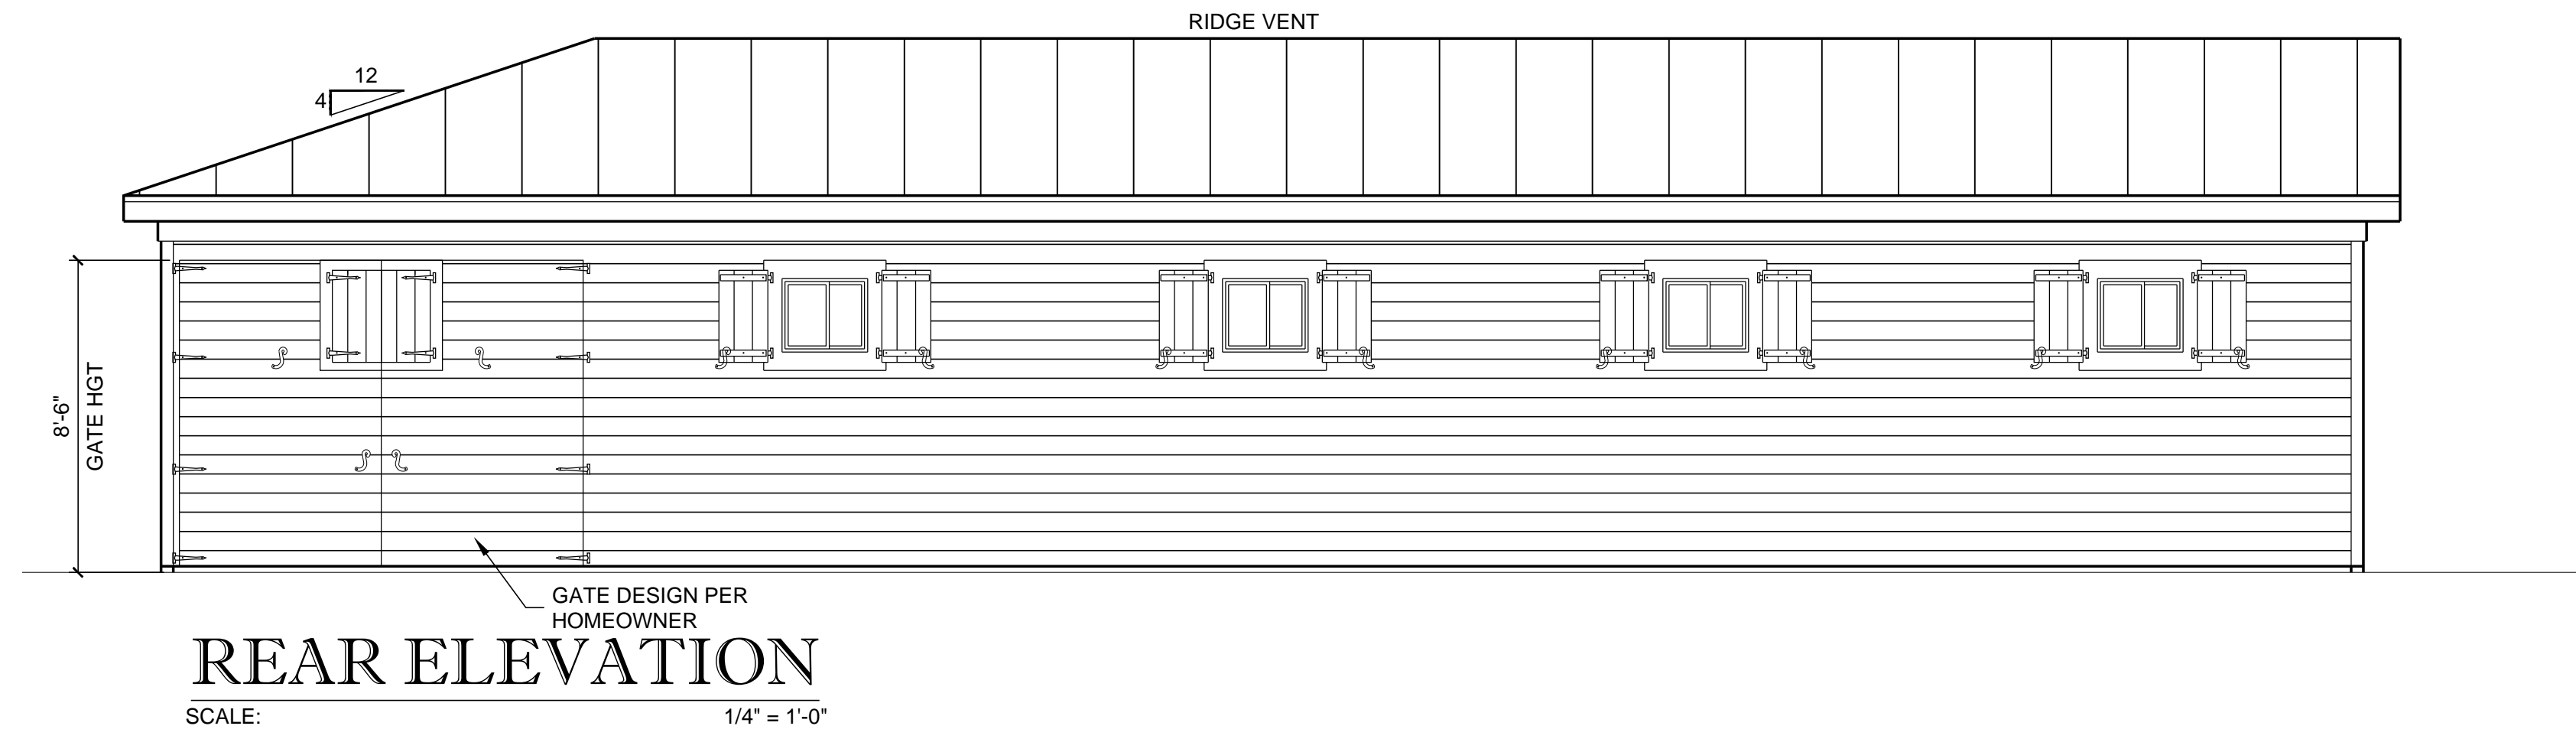 RIDGE VENT
12
4
8'-6"
GATE HGT
GATE DESIGN PER
HOMEOWNER
REAR ELEVATION
SCALE: 1/4" = 1'-0"